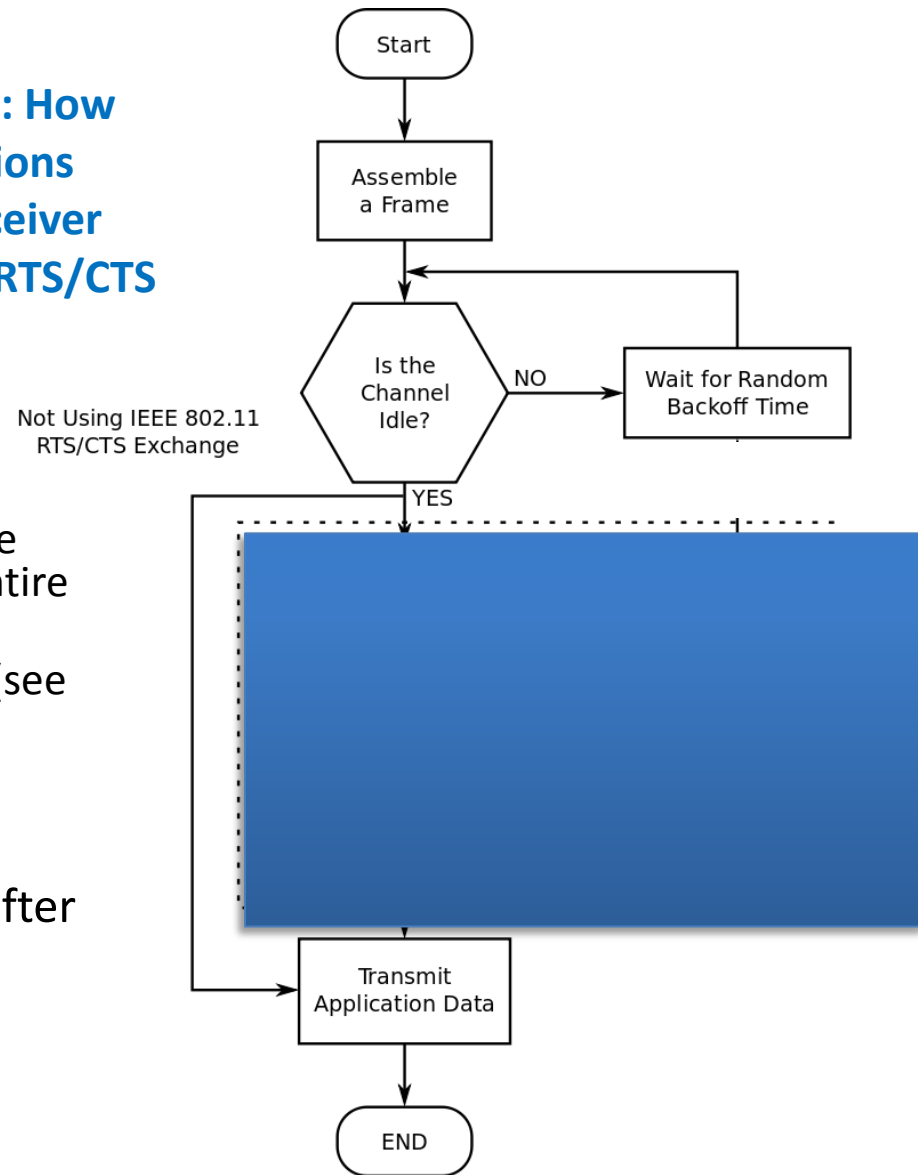 : How
ions
ceiver
RTS/CTS
e
ntire
(see
fter
Start
Assemble
a Frame
Is the
Channel
Idle?
NO
Wait for Random
Backoff Time
Not Using IEEE 802.11
RTS/CTS Exchange
YES
Transmit
Application Data
END